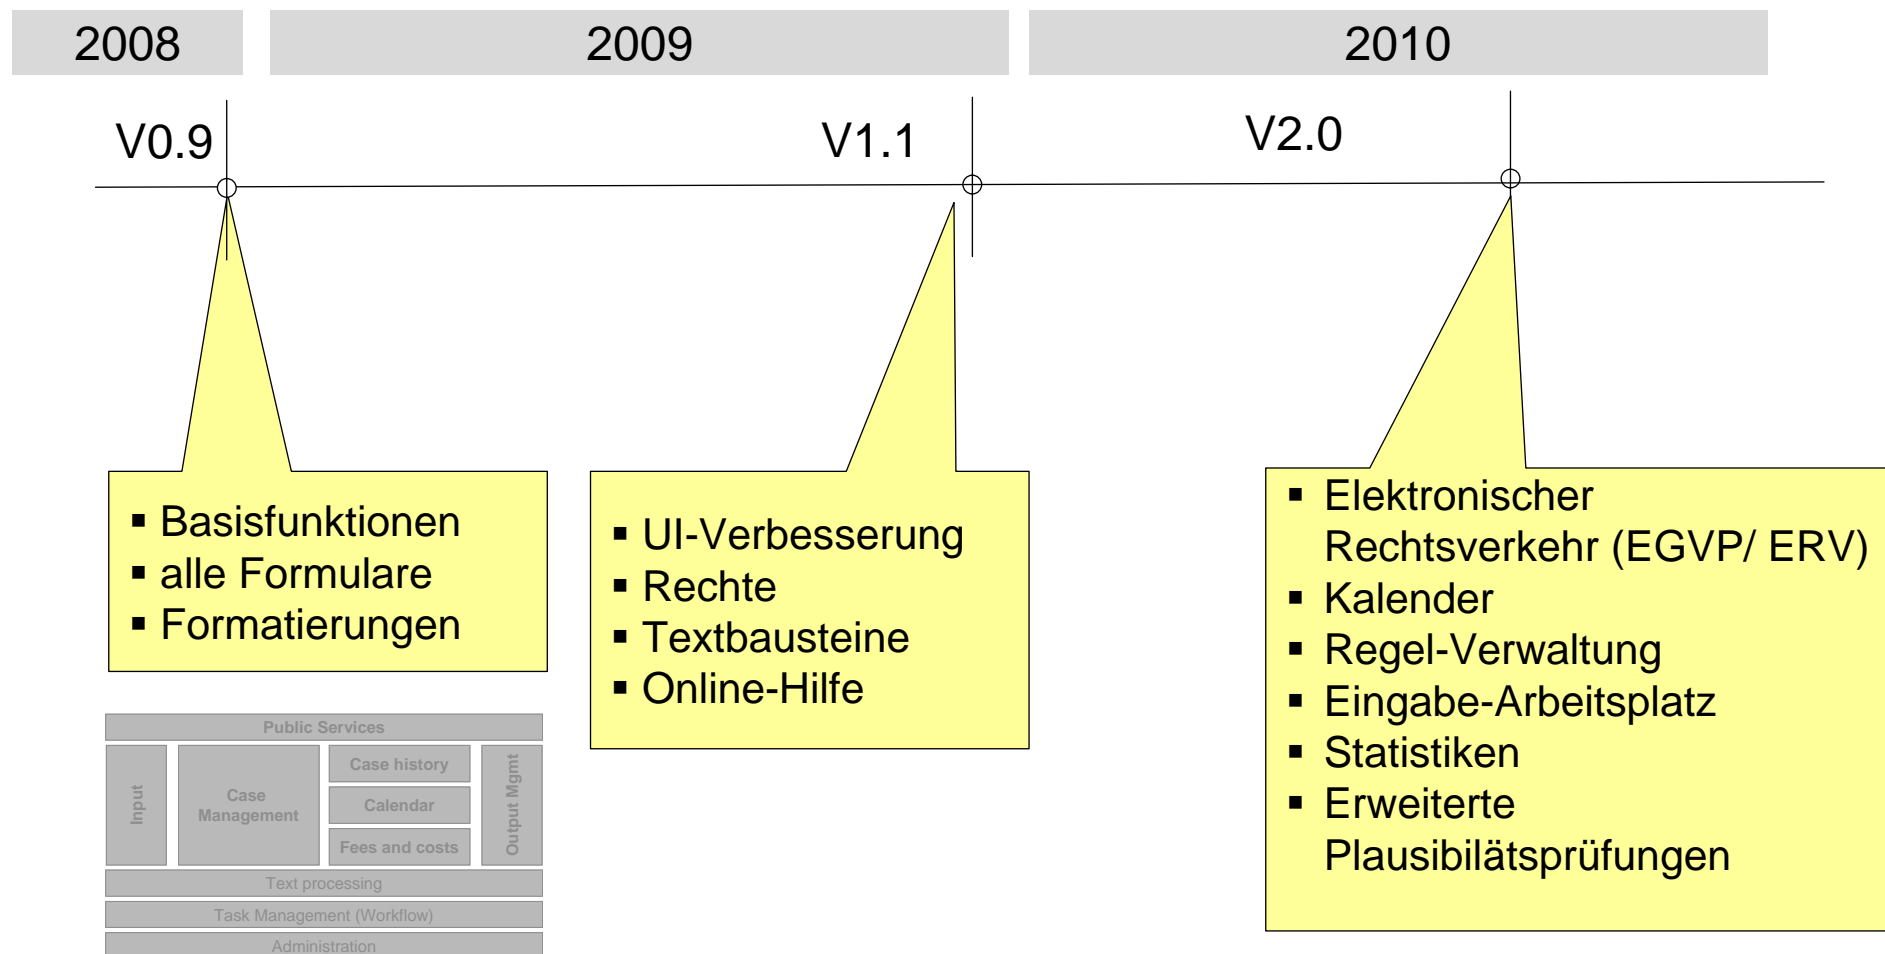 2008
2009
2010
V0.9
V1.1
V2.0
▪ Basisfunktionen
▪ alle Formulare
▪ Formatierungen
▪ UI-Verbesserung
▪ Rechte
▪ Textbausteine
▪ Online-Hilfe
▪ Elektronischer
Rechtsverkehr (EGVP/ ERV)
▪ Kalender
▪ Regel-Verwaltung
▪ Eingabe-Arbeitsplatz
▪ Statistiken
▪ Erweiterte
Plausibilätsprüfungen
Public Services
Input
Case
Management
Case history
Calendar
Fees and costs
Output Mgmt
Text processing
Task Management (Workflow)
Administration